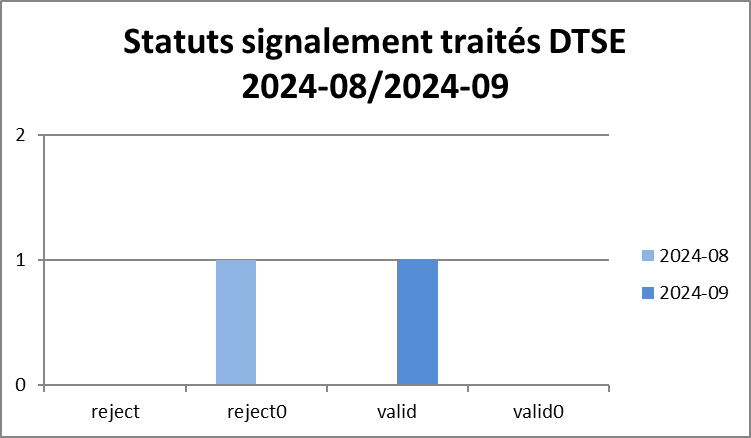 Statuts signalement traités DTSE
2024-08/2024-09
2
1
0
reject
reject0
valid
valid0
2024-08
2024-09